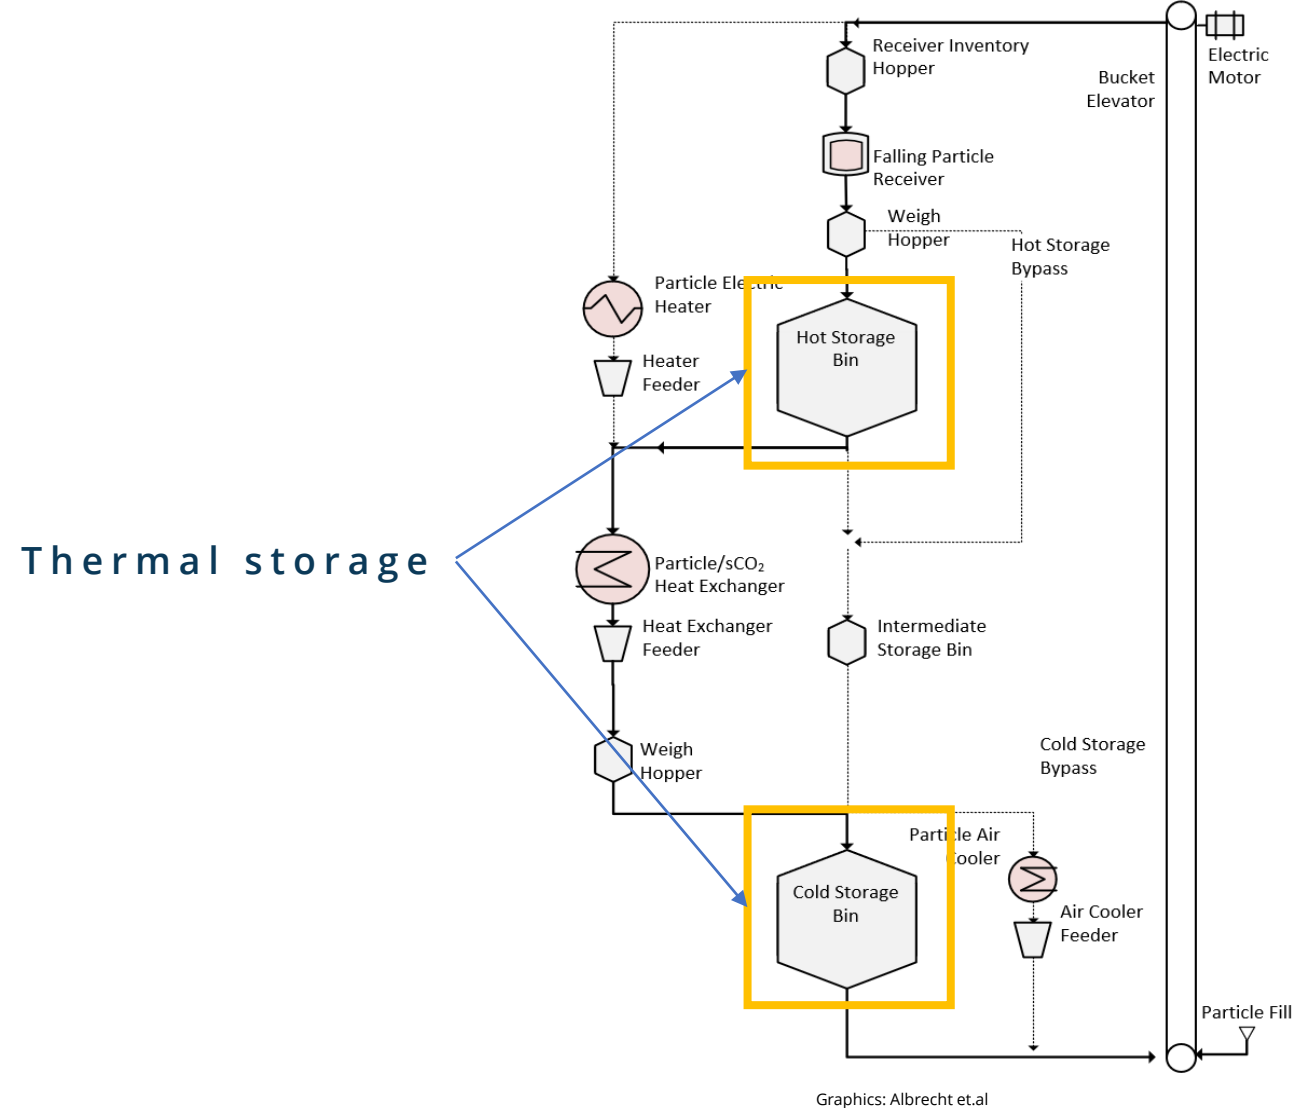 Receiver Inventory
Hopper
Electric
Motor
Bucket
Elevator
Falling Particle
Receiver
Weigh
Hopper
Hot Storage
Bypass
Particle Electric
Heater
Hot Storage
Bin
Heater
Feeder
Thermal storage
Particle/sCO₂
Heat Exchanger
Heat Exchanger
Feeder
Intermediate
Storage Bin
Weigh
Hopper
Cold Storage
Bypass
Particle Air
Cooler
Cold Storage
Bin
Air Cooler
Feeder
Particle Fill
Graphics: Albrecht et.al